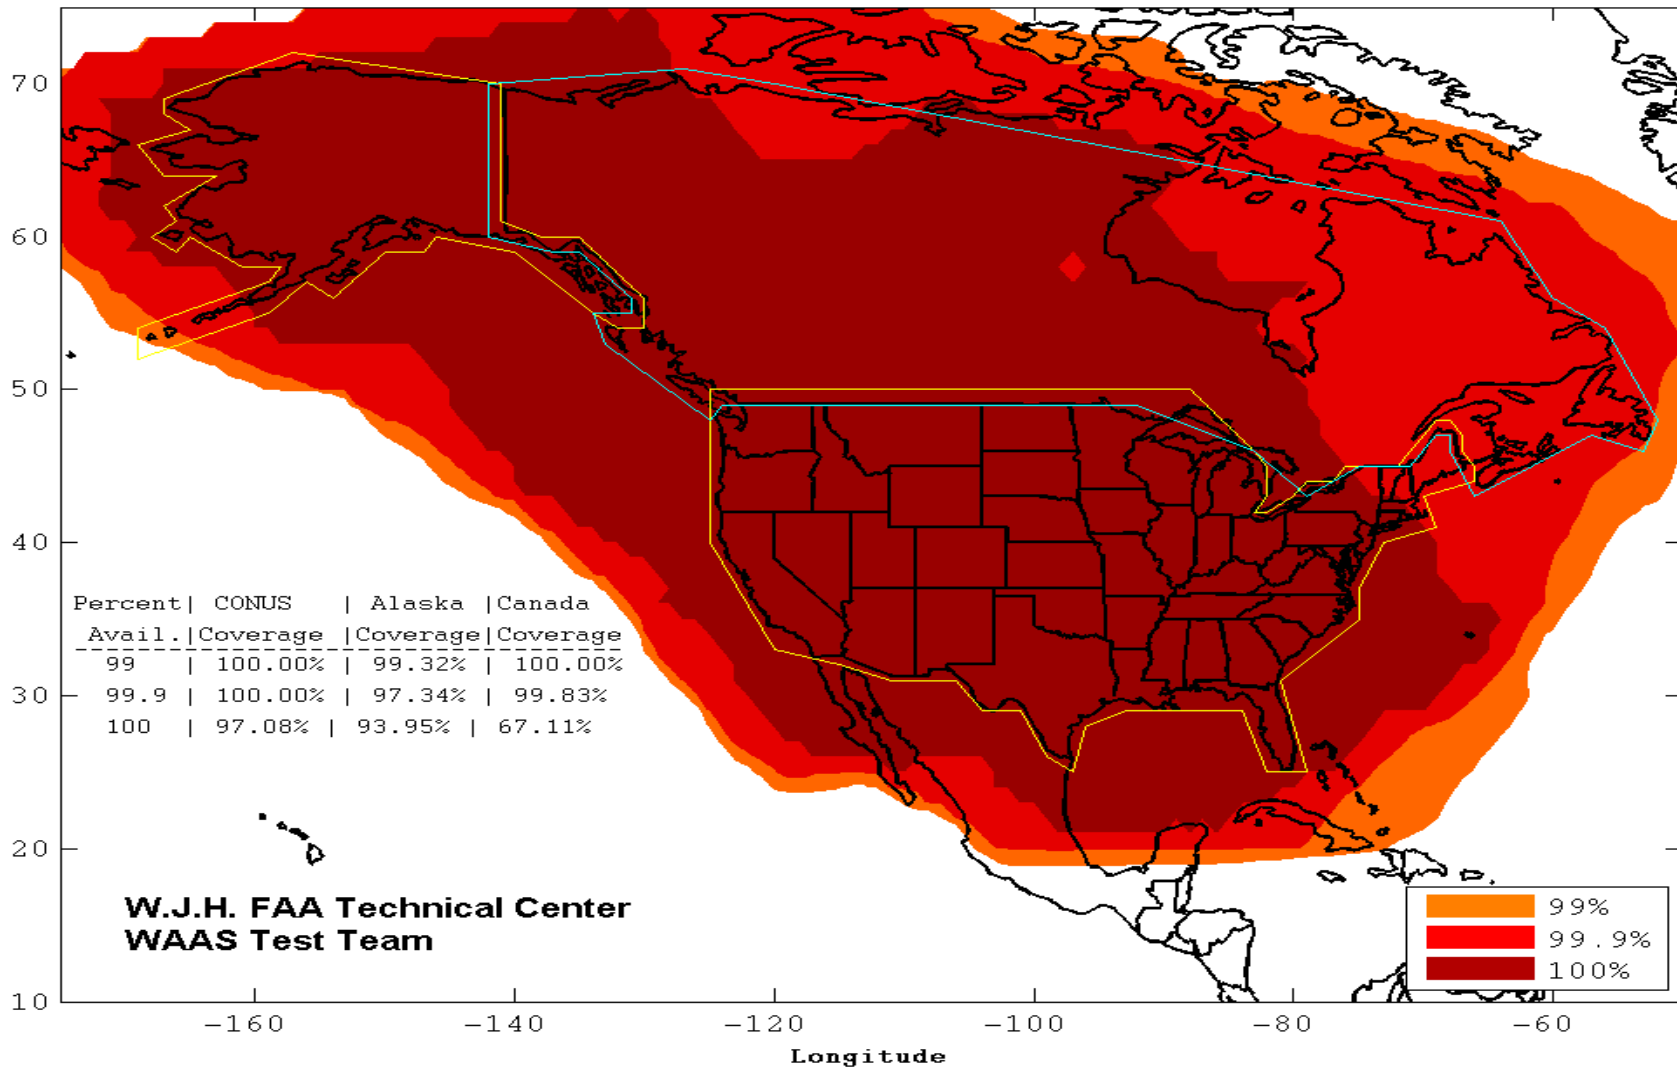 70
60
50
40
30
20
10
Percent| CONUS | Alaska |Canada
Avail.|Coverage |Coverage|Coverage
99 | 100.00% | 99.32% | 100.00%
99.9 | 100.00% | 97.34% | 99.83%
100 | 97.08% | 93.95% | 67.11%
W.J.H. FAA Technical Center
WAAS Test Team
99%
99.9%
100%
-160 -140 -120 -100 -80 -60
Longitude